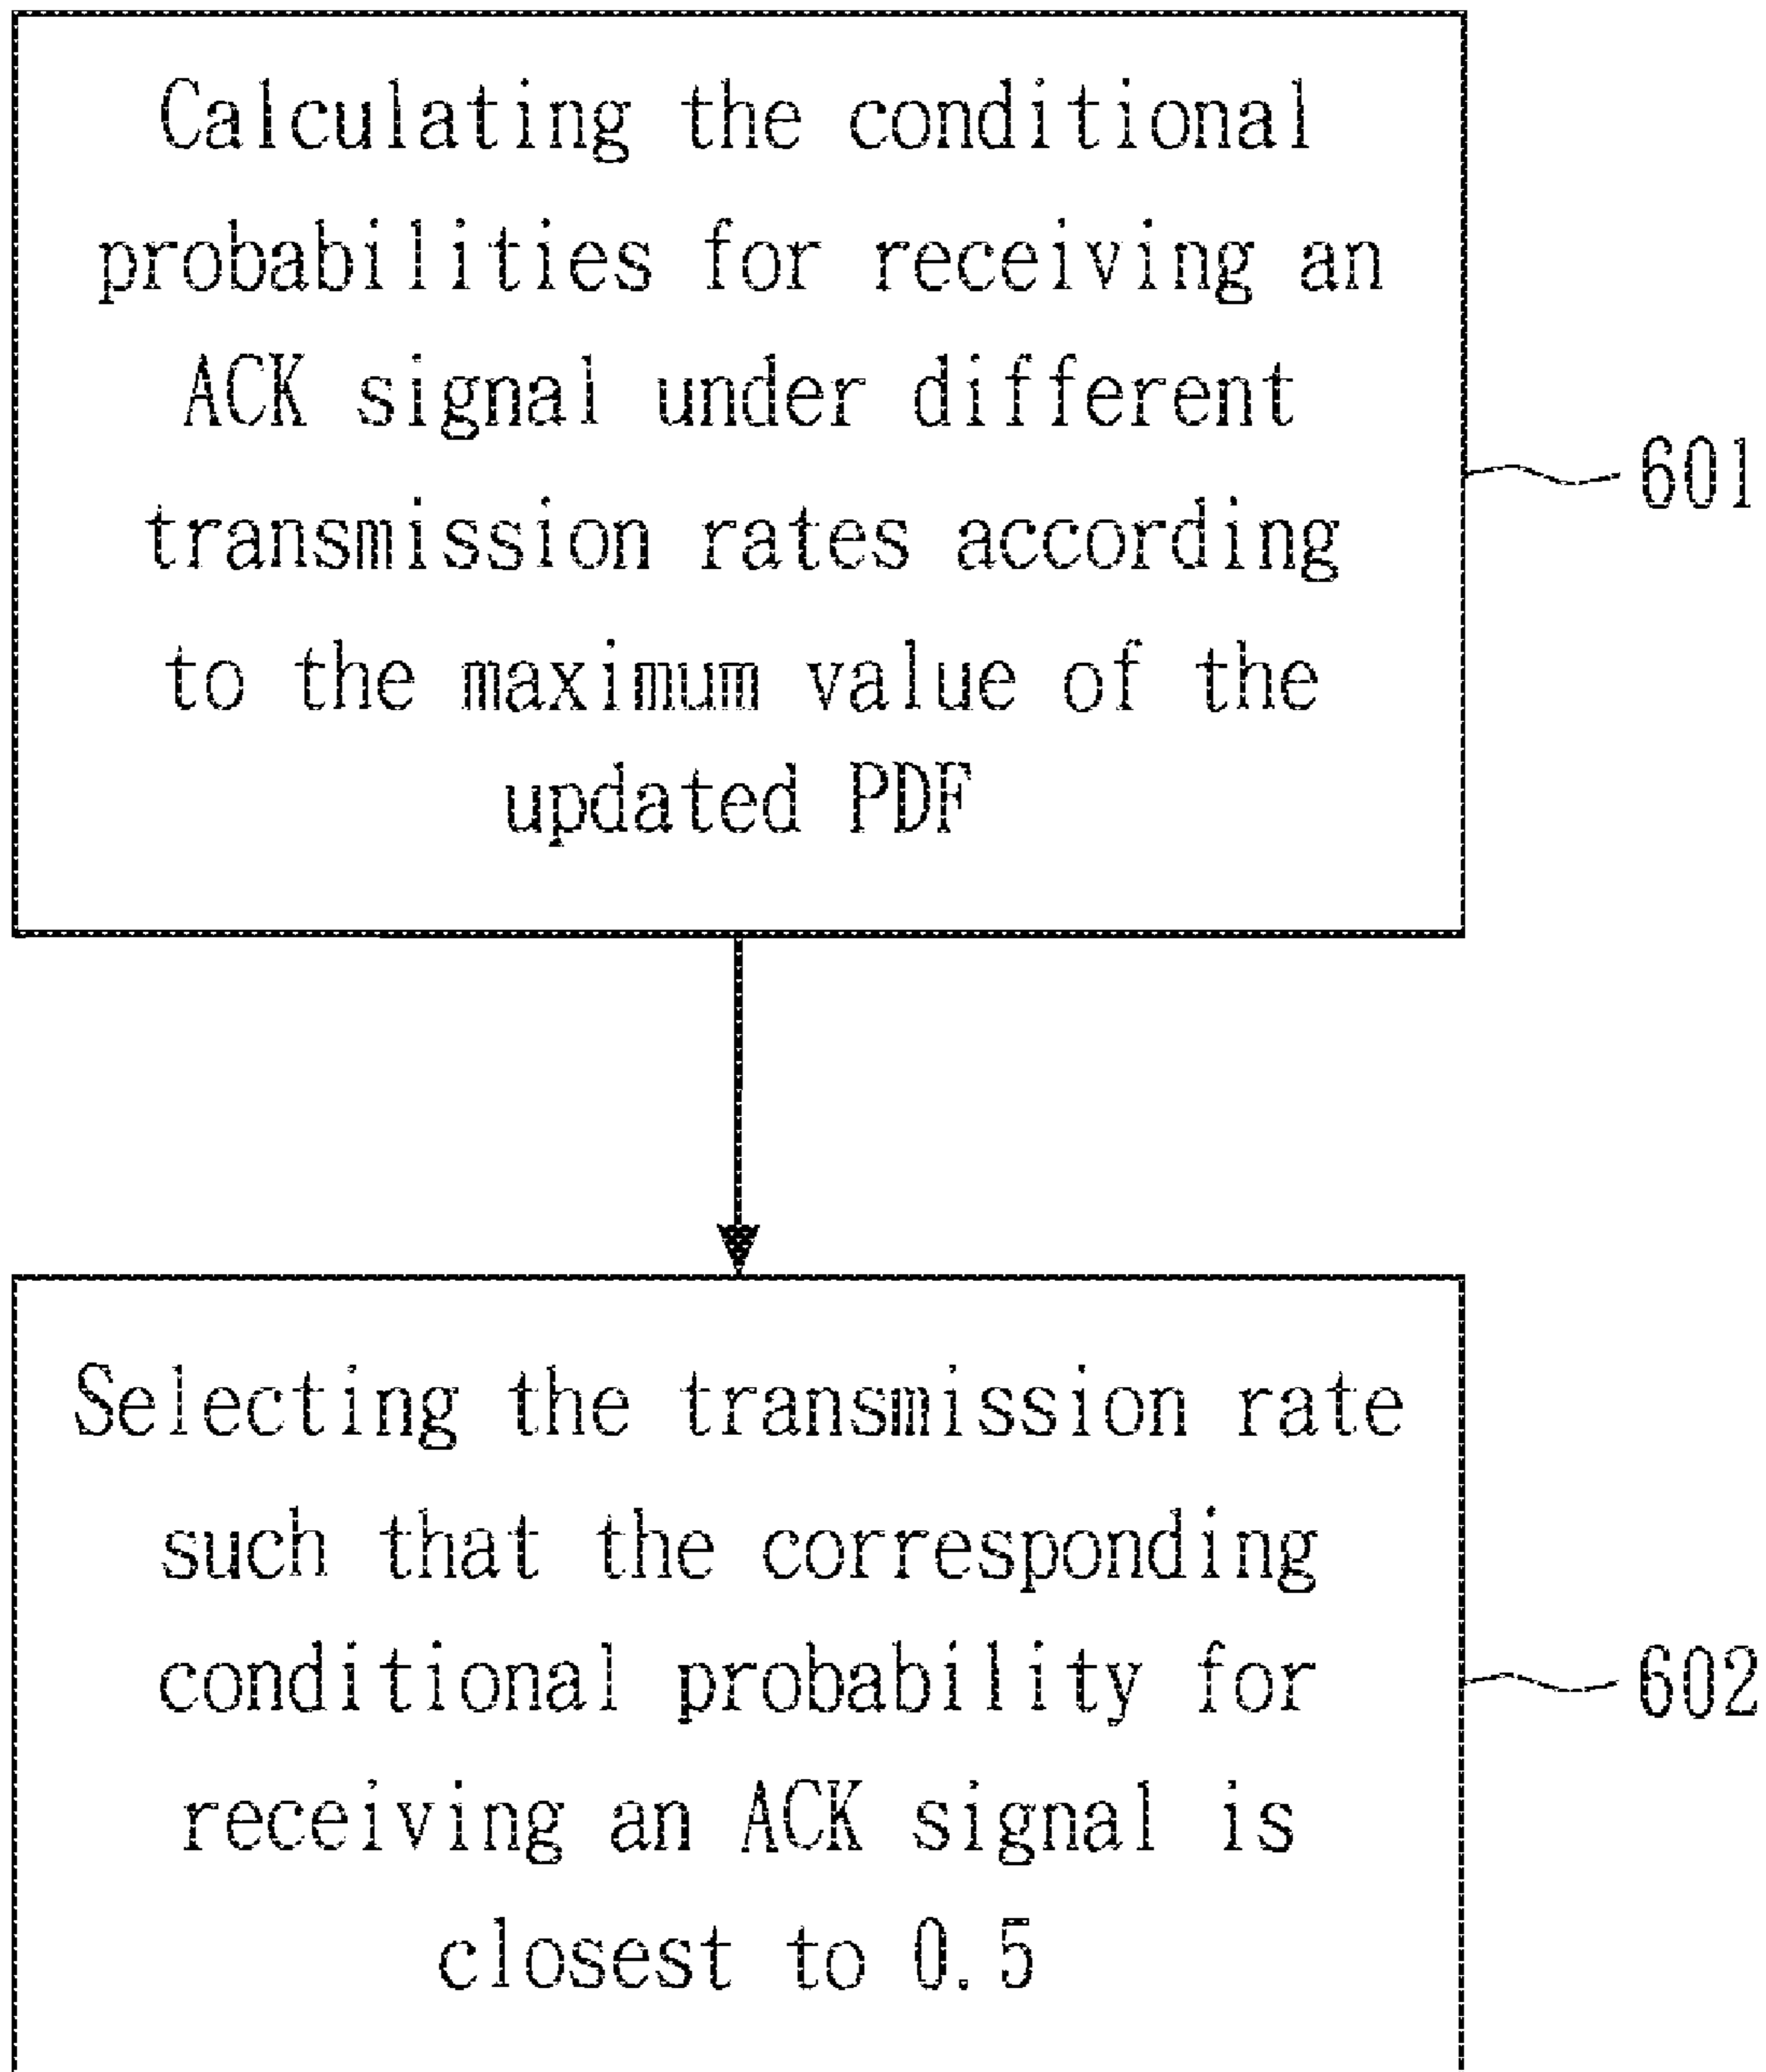 Calculating the conditional
probabilities for receiving an
ACK signal under different
transmission rates according
to the maximum value of the
updated PDF
601
Selecting the transmission rate
such that the corresponding
conditional probability for
receiving an ACK signal is
closest to 0.5
602